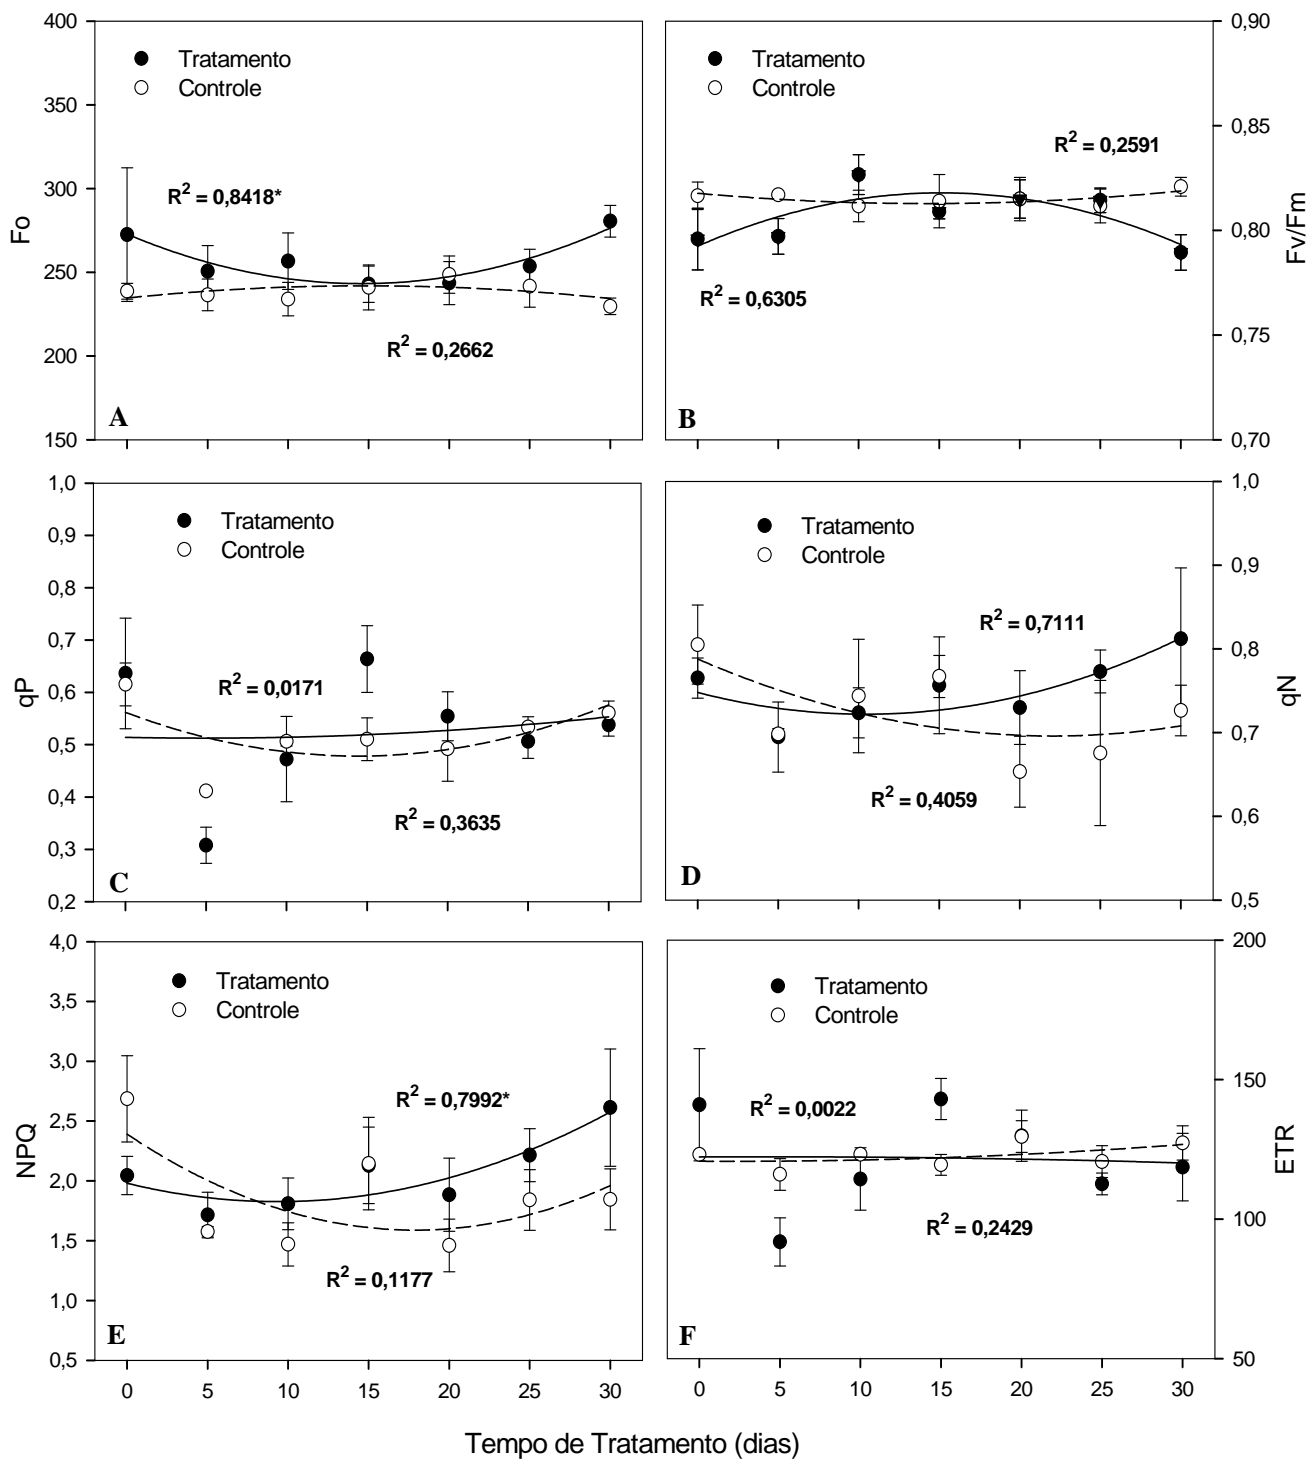 400
350
300
250
200
150
Fo
Tratamento
Controle
R² = 0,8418*
R² = 0,2662
A
Tratamento
Controle
R² = 0,2591
R² = 0,6305
B
0,90
0,85
0,80
0,75
0,70
Fv/Fm
1,0
0,9
0,8
0,7
0,6
0,5
0,4
0,3
0,2
qP
Tratamento
Controle
R² = 0,0171
R² = 0,3635
C
Tratamento
Controle
R² = 0,7111
R² = 0,4059
D
1,0
0,9
0,8
0,7
0,6
0,5
qN
4,0
3,5
3,0
2,5
2,0
1,5
1,0
0,5
NPQ
Tratamento
Controle
R² = 0,7992*
R² = 0,1177
E
0 5 10 15 20 25 30
Tratamento
Controle
R² = 0,0022
R² = 0,2429
F
200
150
100
50
ETR
0 5 10 15 20 25 30
Tempo de Tratamento (dias)